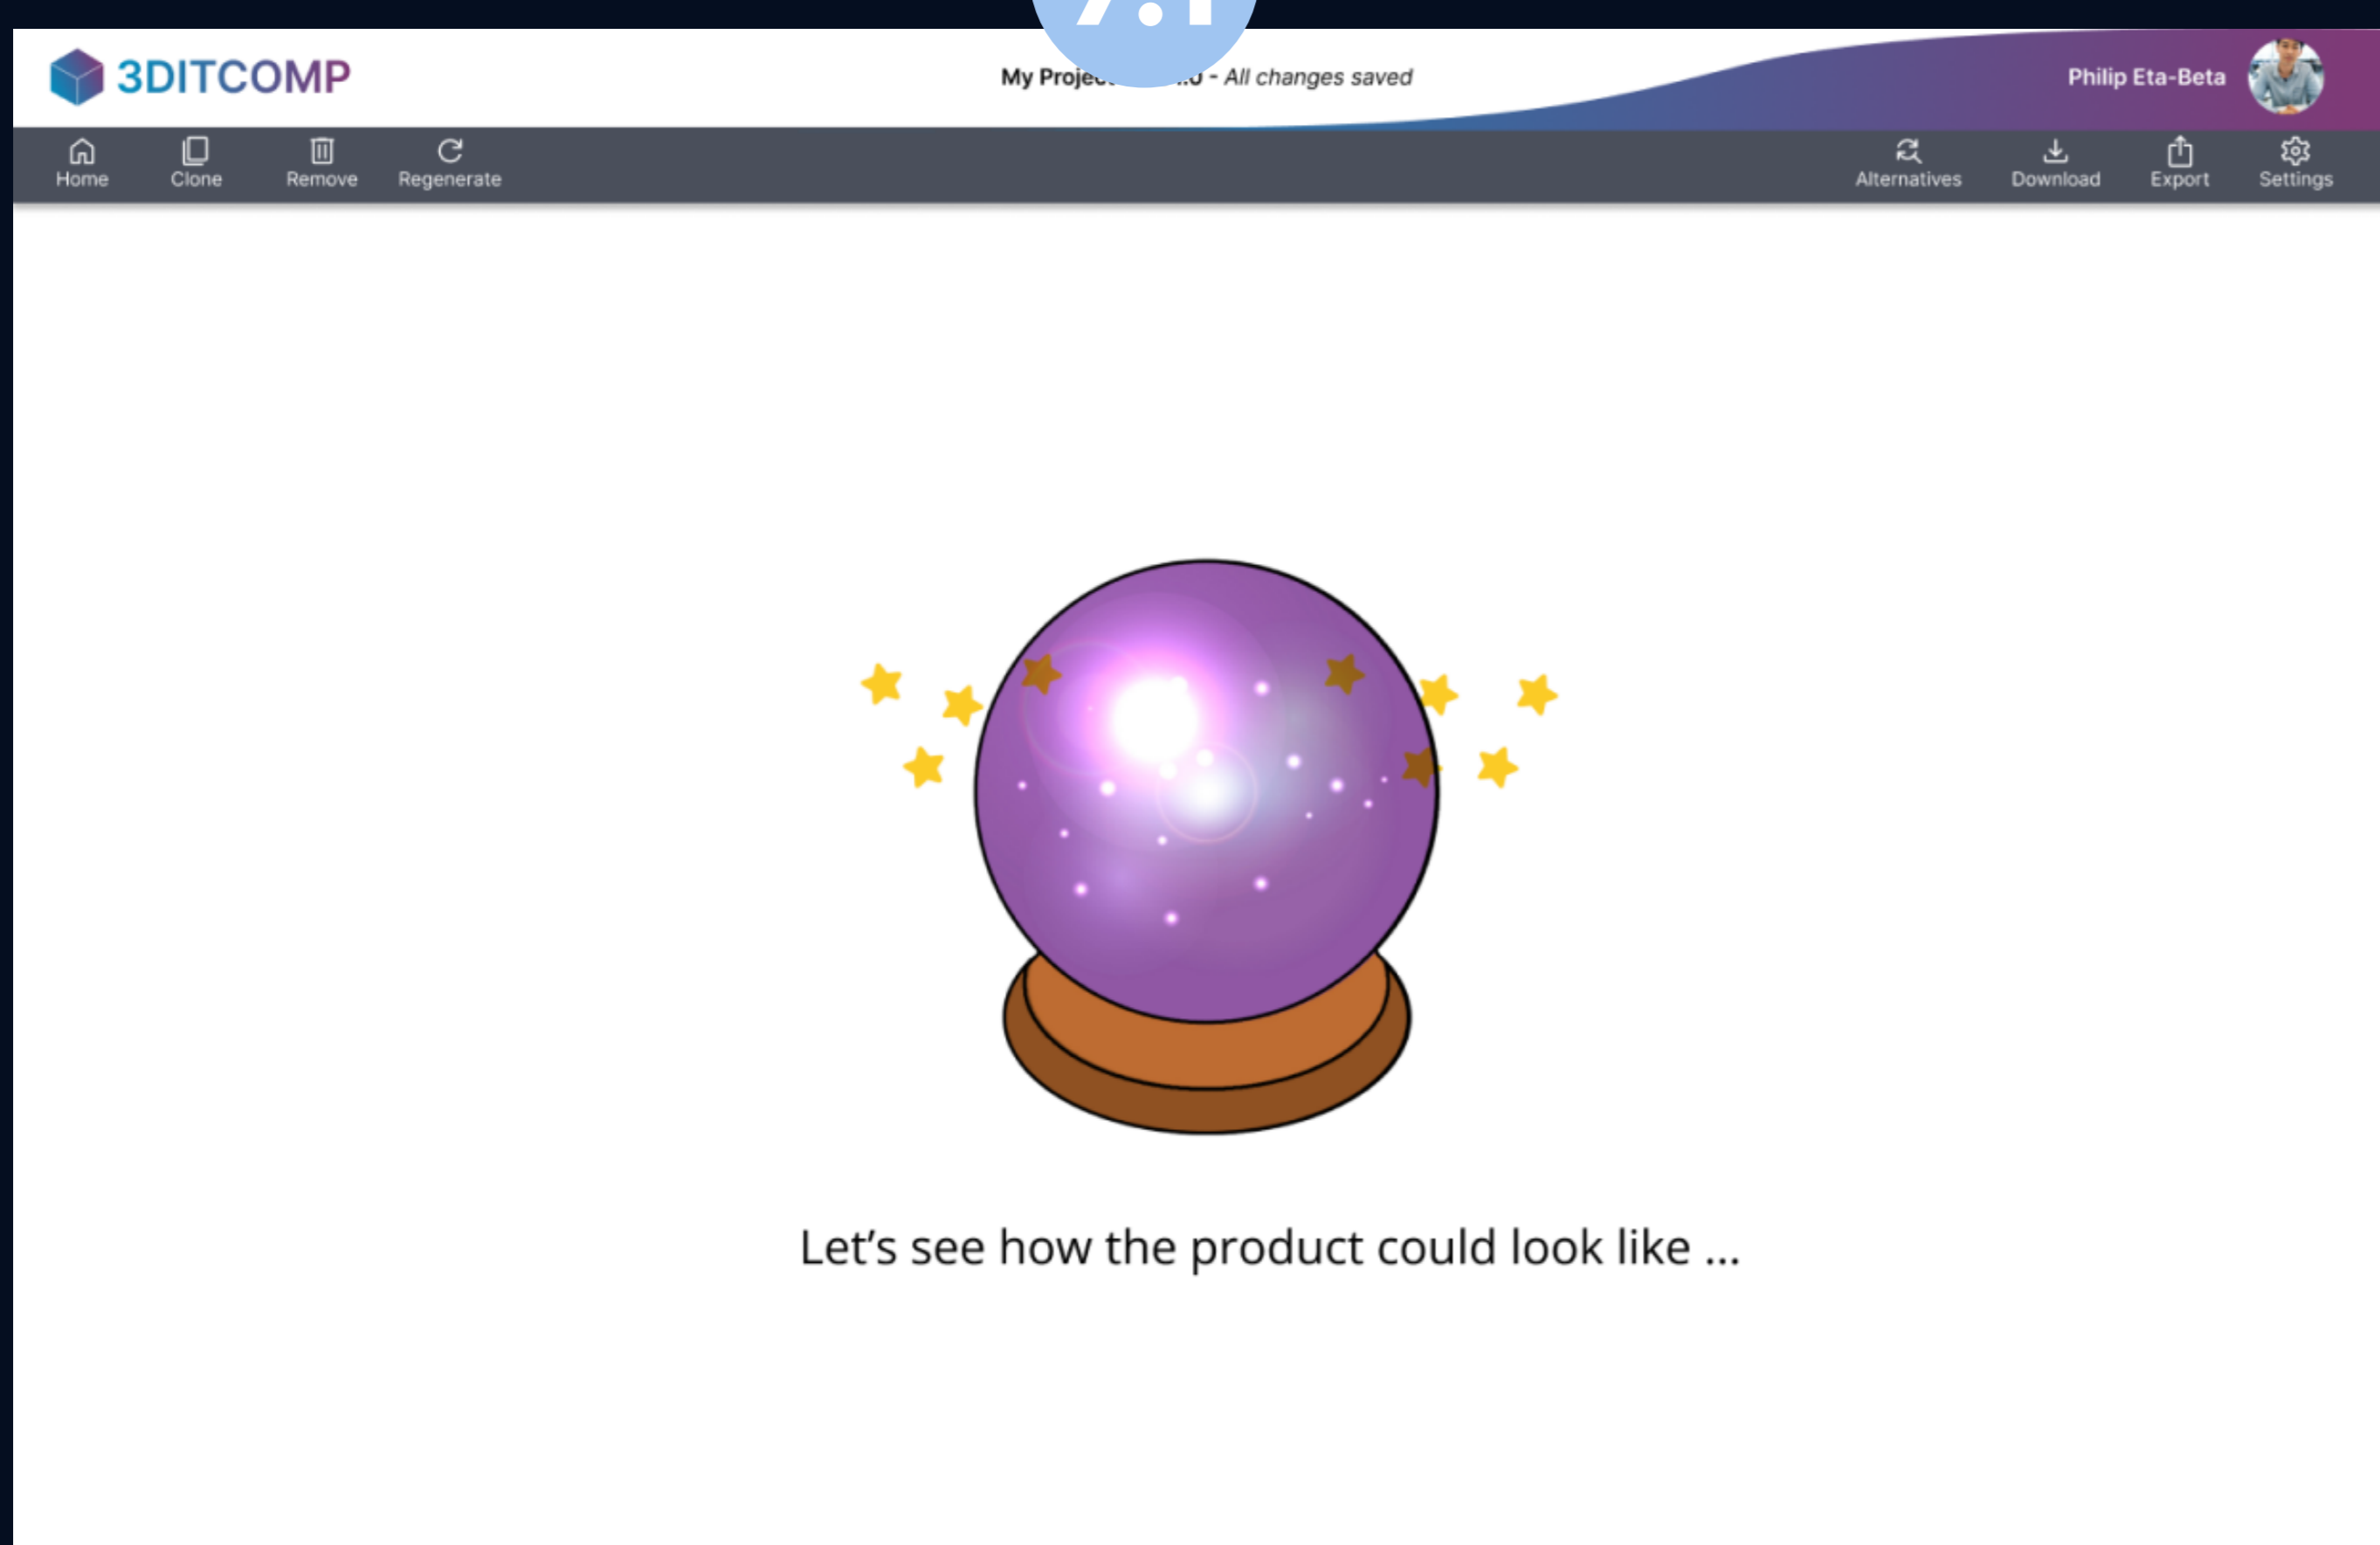 3DITCOMP
My - All changes saved
Philip Eta-Beta
Home Clone Remove Regenerate
Alternatives Download Export Settings
Let’s see how the product could look like ...